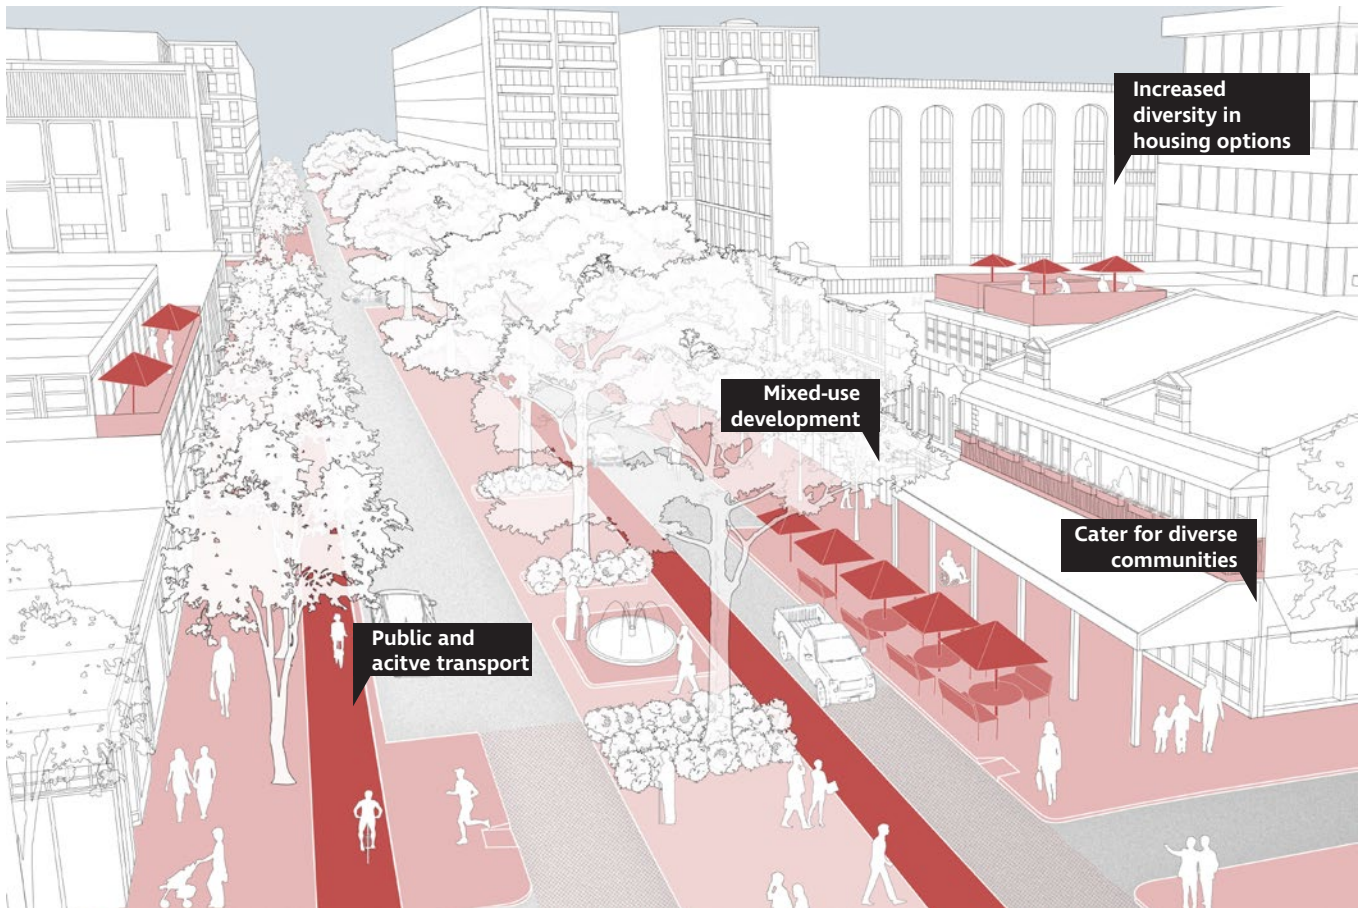 Increased
diversity in
housing options
Mixed-use
development
Cater for diverse
communities
Public and
acitve transport